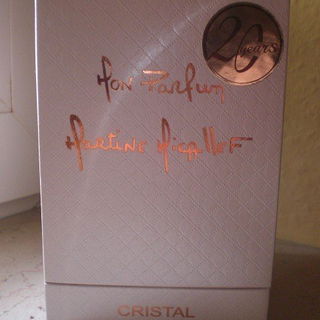 20
years
Mon Parfum
Martine Micallef
CRISTAL